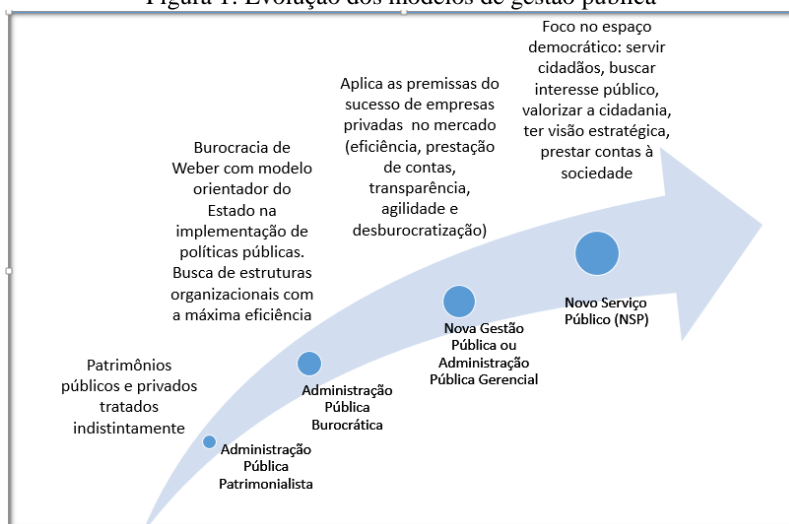 Figura 1: Evolução dos modelos de gestão pública
Foco no espaço
democrático: servir
cidadãos, buscar
interesse público,
valorizar a cidadania,
ter visão estratégica,
prestar contas à
sociedade
Aplica as premissas do
sucesso de empresas
privadas no mercado
(eficiência, prestação
de contas,
transparência,
agilidade e
desburocratização)
Burocracia de
Weber com modelo
orientador do
Estado na
implementação de
políticas públicas.
Busca de estruturas
organizacionais com
a máxima eficiência
Patrimônios
públicos e privados
tratados
indistintamente
Novo Serviço
Público (NSP)
Nova Gestão
Pública ou
Administração
Pública Gerencial
Administração
Pública
Burocrática
Administração
Pública
Patrimonialista